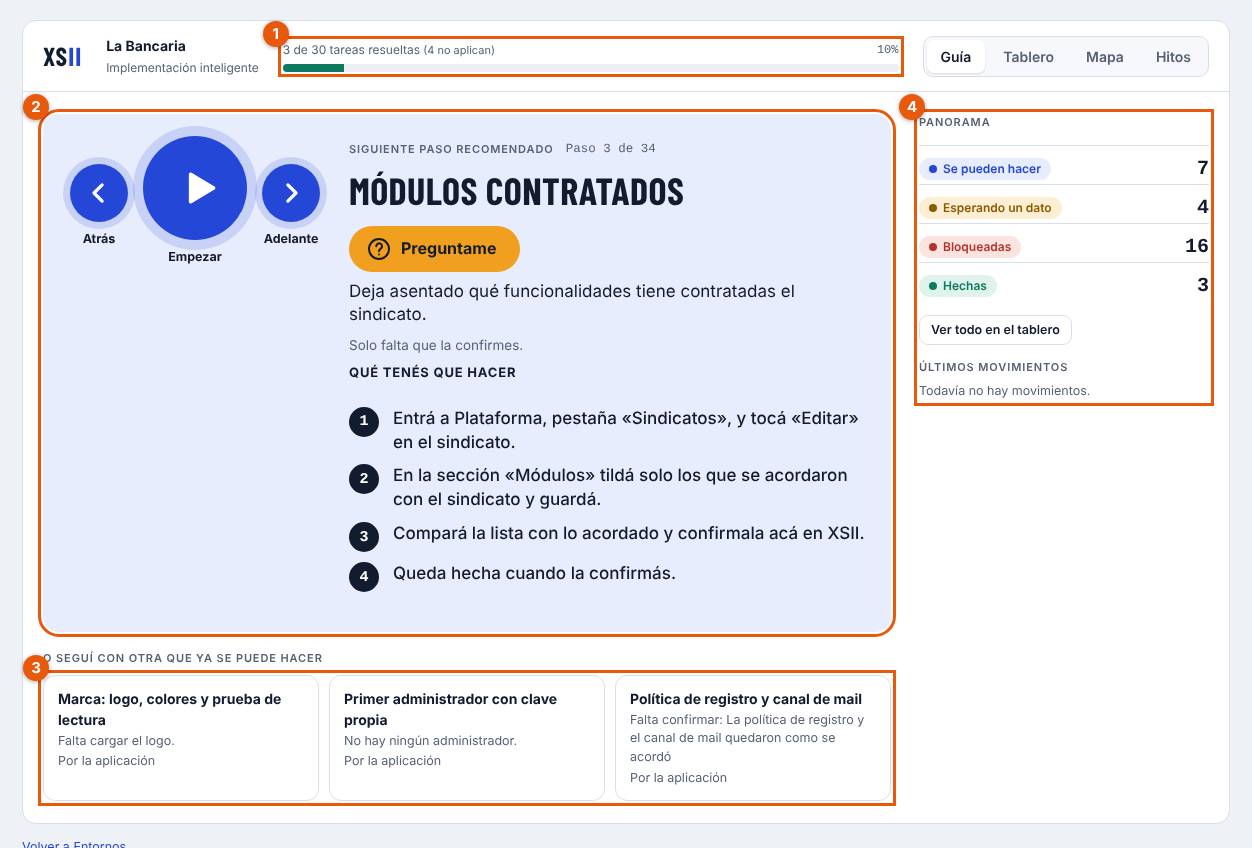 XSII
La Bancaria
Implementación inteligente
1
3 de 30 tareas resueltas (4 no aplican)
10%
Guía
Tablero
Mapa
Hitos
2
Atrás
Empezar
Adelante
SIGUIENTE PASO RECOMENDADO Paso 3 de 34
MÓDULOS CONTRATADOS
Preguntame
Deja asentado qué funcionalidades tiene contratadas el
sindicato.
Solo falta que la confirmes.
QUÉ TENÉS QUE HACER
1 Entrá a Plataforma, pestaña «Sindicatos», y tocá «Editar»
en el sindicato.
2 En la sección «Módulos» tildá solo los que se acordaron
con el sindicato y guardá.
3 Compará la lista con lo acordado y confirmala acá en XSII.
4 Queda hecha cuando la confirmás.
4
PANORAMA
Se pueden hacer 7
Esperando un dato 4
Bloqueadas 16
Hechas 3
Ver todo en el tablero
ÚLTIMOS MOVIMIENTOS
Todavía no hay movimientos.
O SEGUÍ CON OTRA QUE YA SE PUEDE HACER
3
Marca: logo, colores y prueba de
lectura
Falta cargar el logo.
Por la aplicación
Primer administrador con clave
propia
No hay ningún administrador.
Por la aplicación
Política de registro y canal de mail
Falta confirmar: La política de registro y
el canal de mail quedaron como se
acordó
Por la aplicación
Volver a Entornos